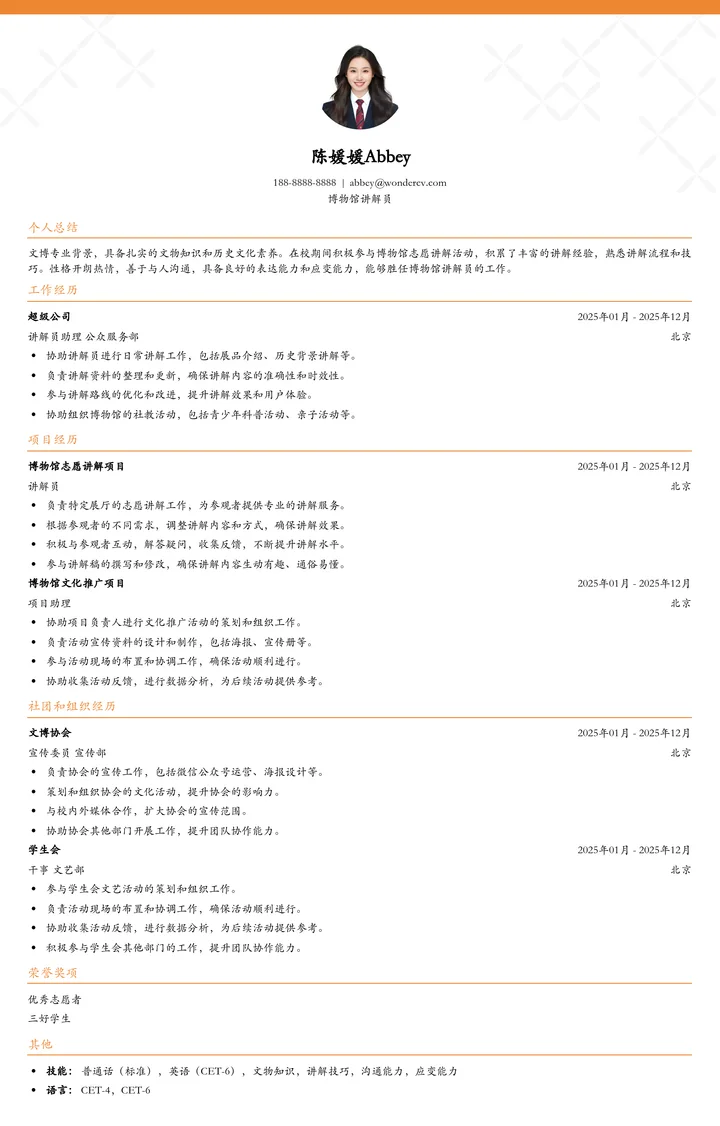 陈媛媛Abbey
188-8888-8888 | abbey@wondercv.com
博物馆讲解员
个人总结
文博专业背景，具备扎实的文物知识和历史文化素养。在校期间积极参与博物馆志愿讲解活动，积累了丰富的讲解经验，熟悉讲解流程和技
巧。性格开朗热情，善于与人沟通，具备良好的表达能力和应变能力，能够胜任博物馆讲解员的工作。
工作经历
超级公司 2025年01月 - 2025年12月
讲解员助理 公众服务部 北京
• 协助讲解员进行日常讲解工作，包括展品介绍、历史背景讲解等。
• 负责讲解资料的整理和更新，确保讲解内容的准确性和时效性。
• 参与讲解路线的优化和改进，提升讲解效果和用户体验。
• 协助组织博物馆的社教活动，包括青少年科普活动、亲子活动等。
项目经历
博物馆志愿讲解项目 2025年01月 - 2025年12月
讲解员 北京
• 负责特定展厅的志愿讲解工作，为参观者提供专业的讲解服务。
• 根据参观者的不同需求，调整讲解内容和方式，确保讲解效果。
• 积极与参观者互动，解答疑问，收集反馈，不断提升讲解水平。
• 参与讲解稿的撰写和修改，确保讲解内容生动有趣、通俗易懂。
博物馆文化推广项目 2025年01月 - 2025年12月
项目助理 北京
• 协助项目负责人进行文化推广活动的策划和组织工作。
• 负责活动宣传资料的设计和制作，包括海报、宣传册等。
• 参与活动现场的布置和协调工作，确保活动顺利进行。
• 协助收集活动反馈，进行数据分析，为后续活动提供参考。
社团和组织经历
文博协会 2025年01月 - 2025年12月
宣传委员 宣传部 北京
• 负责协会的宣传工作，包括微信公众号运营、海报设计等。
• 策划和组织协会的文化活动，提升协会的影响力。
• 与校内外媒体合作，扩大协会的宣传范围。
• 协助协会其他部门开展工作，提升团队协作能力。
学生会 2025年01月 - 2025年12月
干事 文艺部 北京
• 参与学生会文艺活动的策划和组织工作。
• 负责活动现场的布置和协调工作，确保活动顺利进行。
• 协助收集活动反馈，进行数据分析，为后续活动提供参考。
• 积极参与学生会其他部门的工作，提升团队协作能力。
荣誉奖项
优秀志愿者
三好学生
其他
• 技能： 普通话（标准），英语（CET-6），文物知识，讲解技巧，沟通能力，应变能力
• 语言： CET-4，CET-6